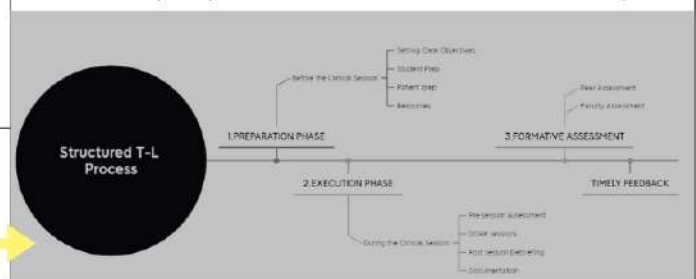 Structured T-L
Process
1.PREPARATION PHASE
Before the Clinical Session
Setting Clear Objectives
Student Prep
Patient prep
Resources
2.EXECUTION PHASE
During the Clinical Session
Pre session Assessment
DOAP sessions
Post session Debriefing
Documentation
3.FORMATIVE ASSESSMENT
Peer Assessment
Faculty Assessment
TIMELY FEEDBACK